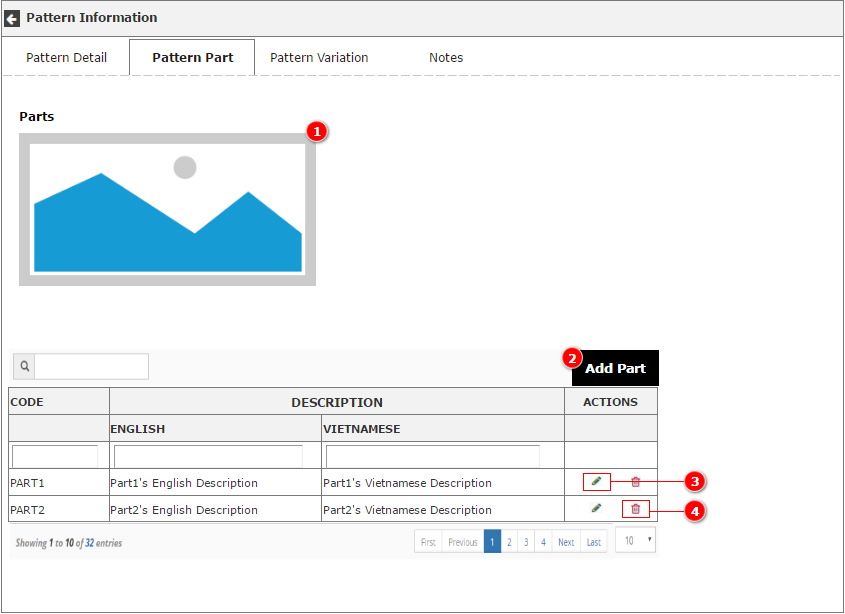 Pattern Information
Pattern Detail Pattern Part Pattern Variation Notes
Parts
1
2
Add Part
CODE DESCRIPTION ACTIONS
ENGLISH VIETNAMESE
PART1 Part1's English Description Part1's Vietnamese Description 3
PART2 Part2's English Description Part2's Vietnamese Description 4
Showing 1 to 10 of 32 entries First Previous 1 2 3 4 Next Last 10